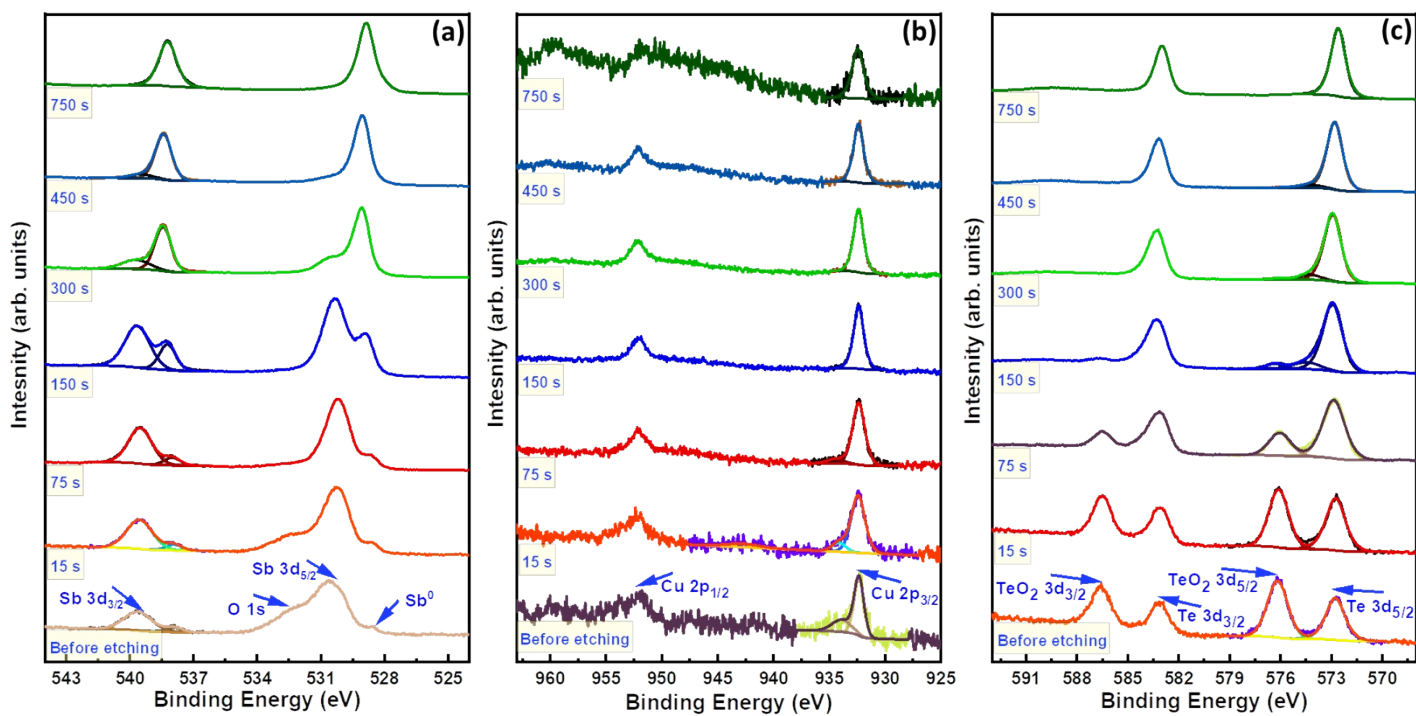 (a)
Intesnity (arb. units)
750 s
450 s
300 s
150 s
75 s
15 s
Sb 3d5/2
Sb 3d3/2
O 1s
Sb0
Before etching
543 540 537 534 531 528 525
Binding Energy (eV)
(b)
Intesnity (arb. units)
750 s
450 s
300 s
150 s
75 s
15 s
Cu 2p1/2
Cu 2p3/2
Before etching
960 955 950 945 940 935 930 925
Binding Energy (eV)
(c)
Intesnity (arb. units)
750 s
450 s
300 s
150 s
75 s
15 s
TeO2 3d3/2
TeO2 3d5/2
Te 3d3/2
Te 3d5/2
Before etching
591 588 585 582 579 576 573 570
Binding Energy (eV)